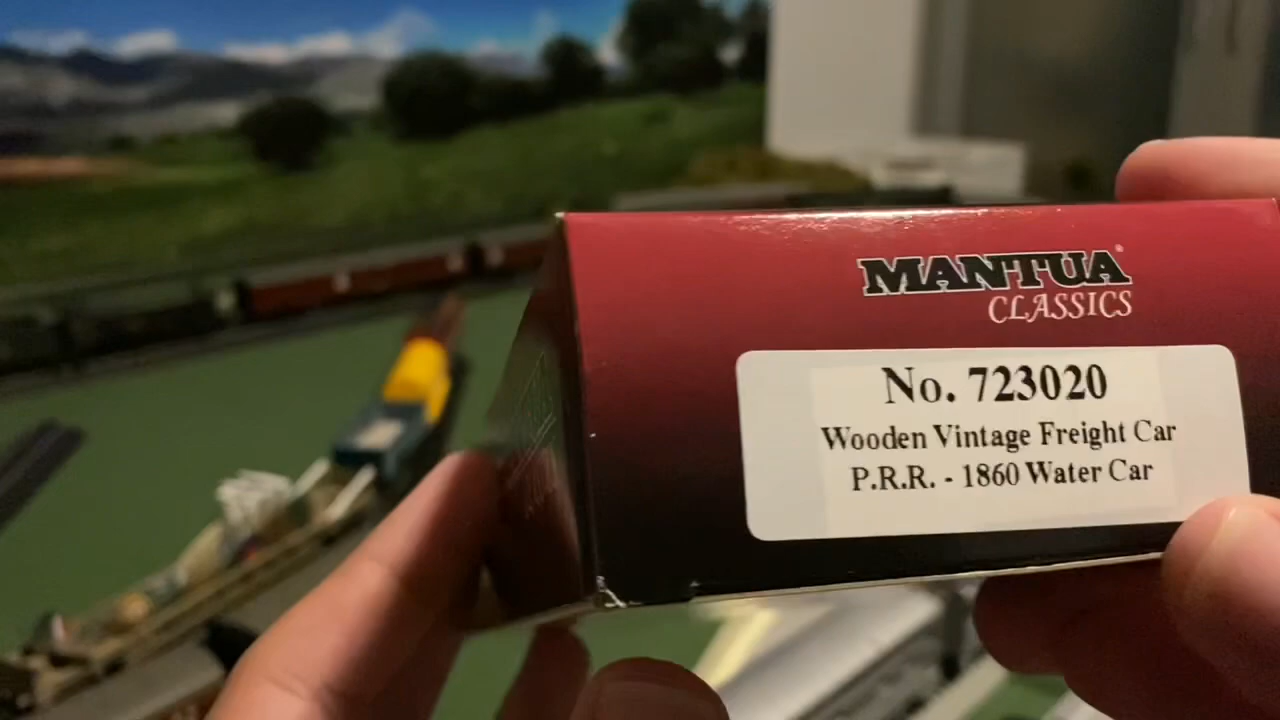 MANTUA
CLASSICS
No. 723020
Wooden Vintage Freight Car
P.R.R. - 1860 Water Car